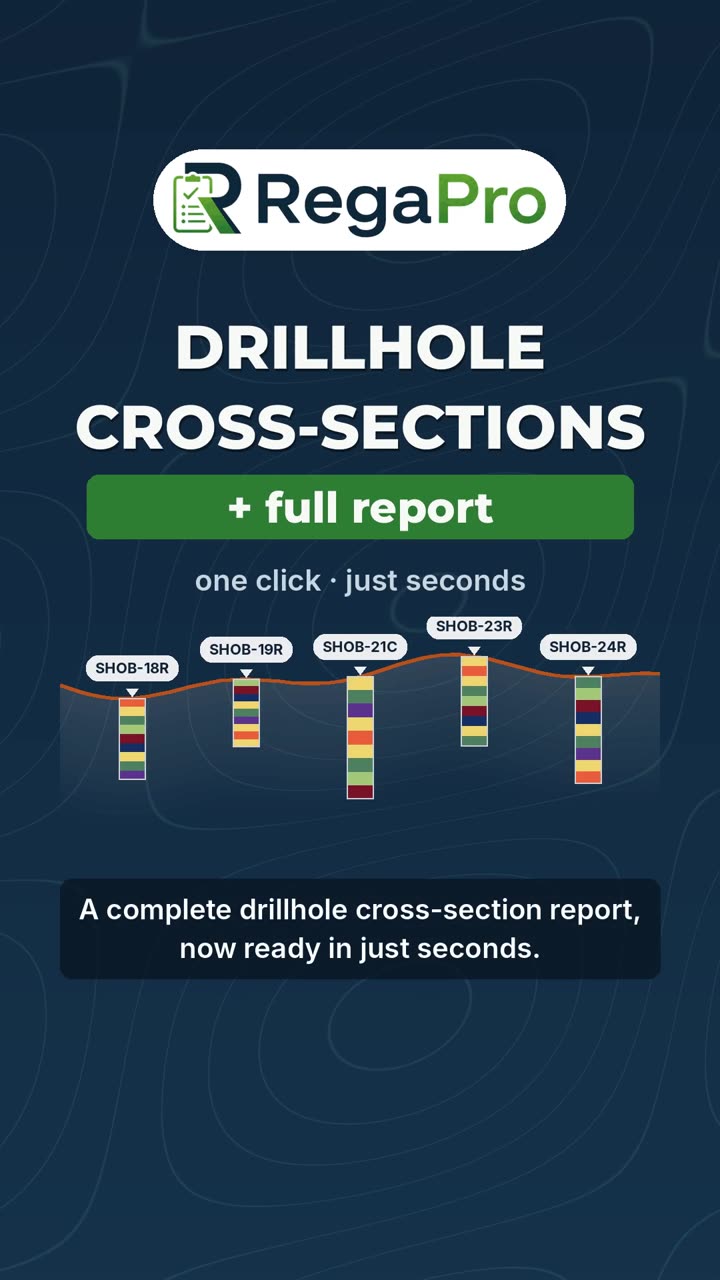 RegaPro
DRILLHOLE
CROSS-SECTIONS
+ full report
one click · just seconds
SHOB-18R
SHOB-19R
SHOB-21C
SHOB-23R
SHOB-24R
A complete drillhole cross-section report,
now ready in just seconds.